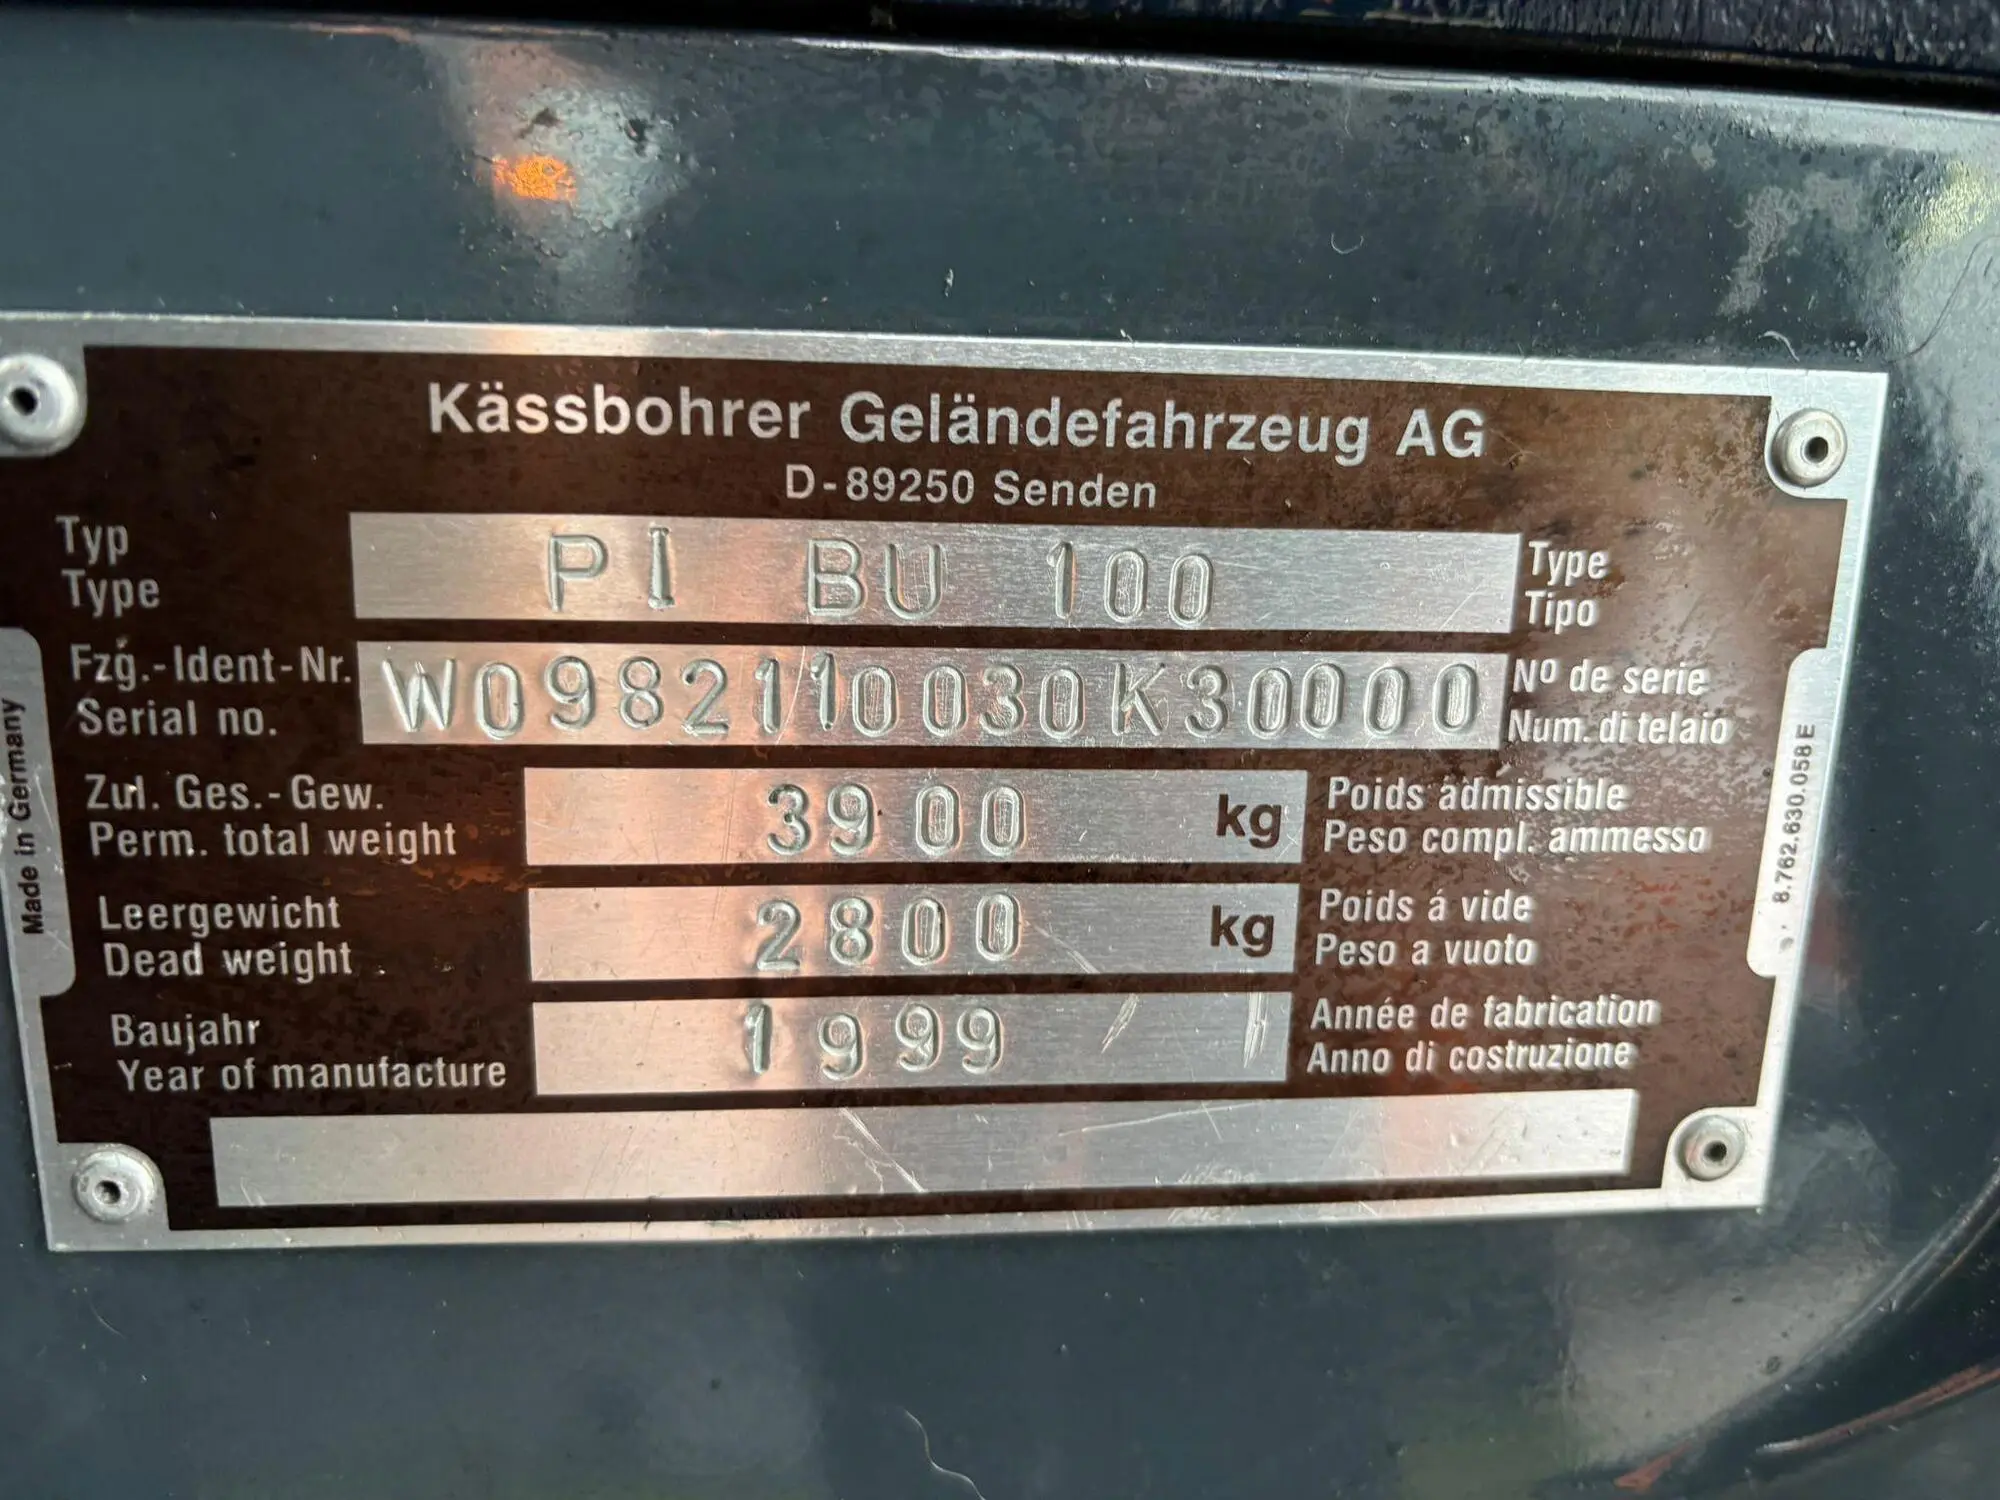 Kässbohrer Geländefahrzeug AG
D-89250 Senden
Typ
Type
PI BU 100
Type
Tipo
Fzg.-Ident-Nr.
Serial no.
W09821110030K30000
Nº de serie
Num. di telaio
Zul. Ges.-Gew.
Perm. total weight
3900 kg
Poids admissible
Peso compl. ammesso
Leergewicht
Dead weight
2800 kg
Poids á vide
Peso a vuoto
Baujahr
Year of manufacture
1999
Année de fabrication
Anno di costruzione
Made in Germany
8.762.630.058E